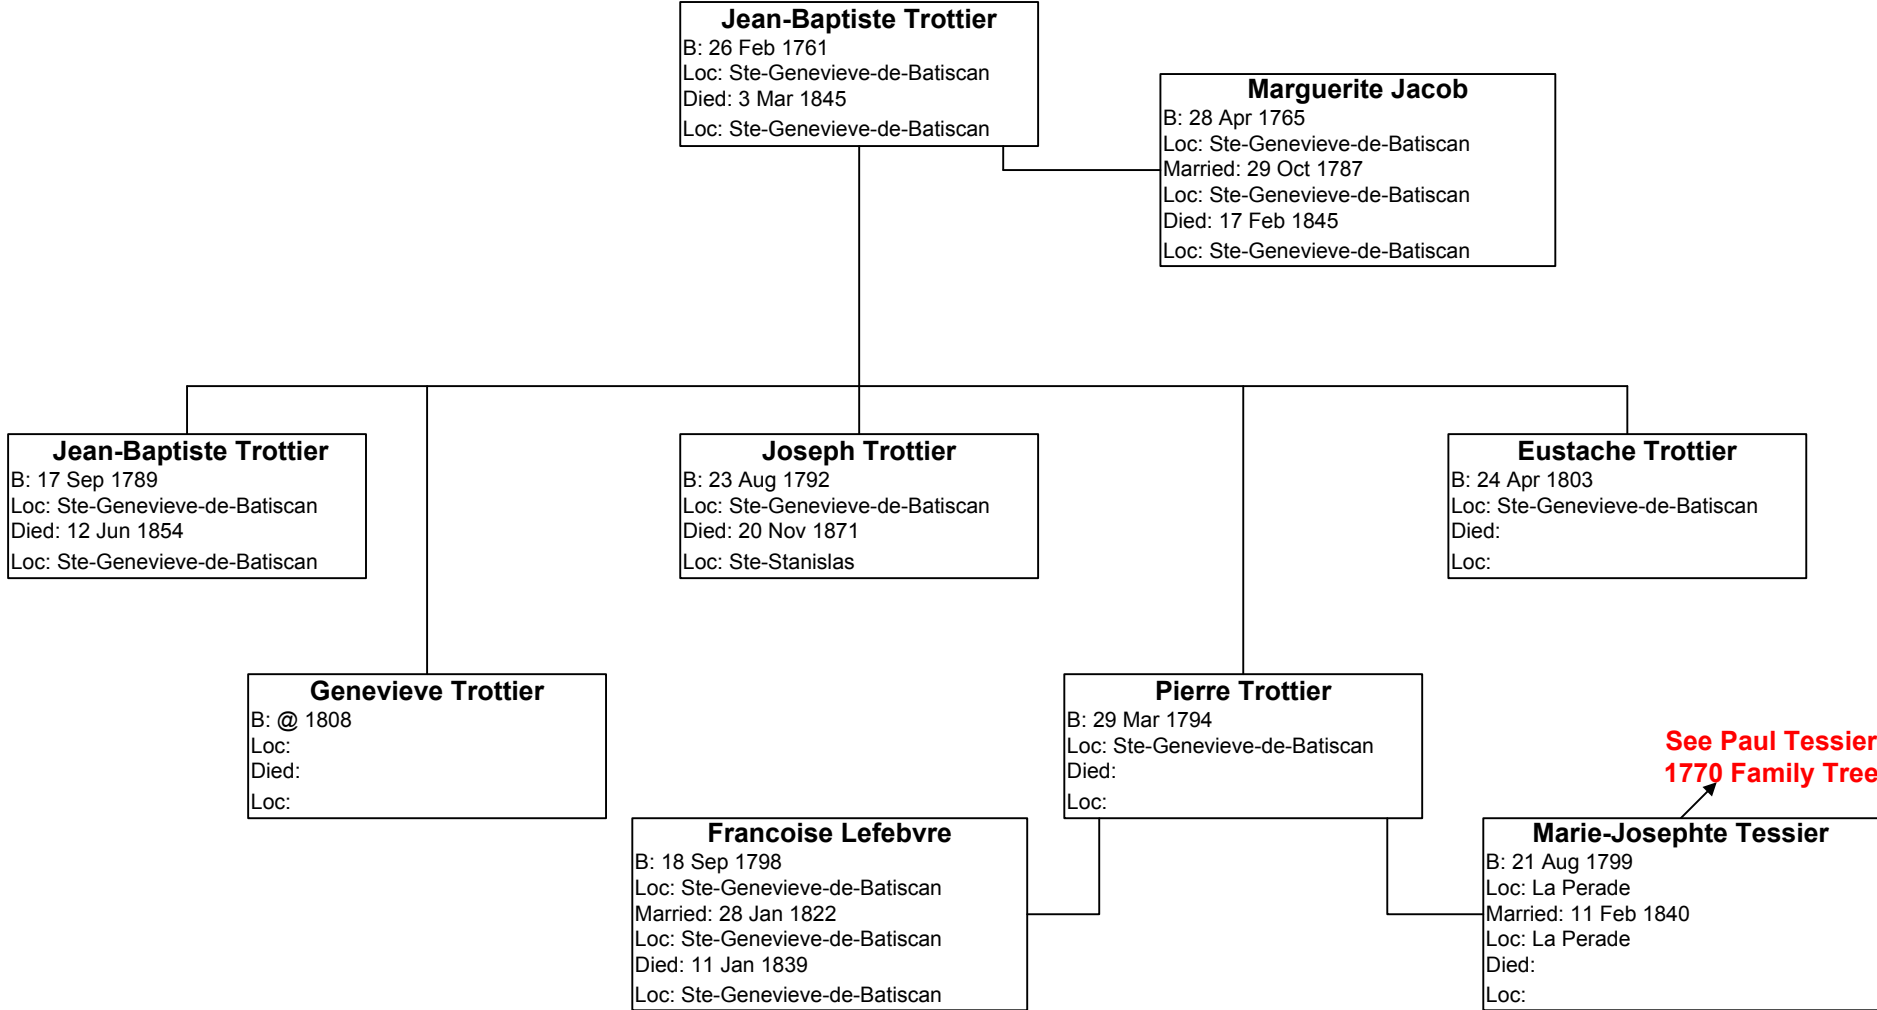 Jean-Baptiste Trottier
B: 26 Feb 1761
Loc: Ste-Genevieve-de-Batiscan
Died: 3 Mar 1845
Loc: Ste-Genevieve-de-Batiscan
Marguerite Jacob
B: 28 Apr 1765
Loc: Ste-Genevieve-de-Batiscan
Married: 29 Oct 1787
Loc: Ste-Genevieve-de-Batiscan
Died: 17 Feb 1845
Loc: Ste-Genevieve-de-Batiscan
Jean-Baptiste Trottier
B: 17 Sep 1789
Loc: Ste-Genevieve-de-Batiscan
Died: 12 Jun 1854
Loc: Ste-Genevieve-de-Batiscan
Joseph Trottier
B: 23 Aug 1792
Loc: Ste-Genevieve-de-Batiscan
Died: 20 Nov 1871
Loc: Ste-Stanislas
Eustache Trottier
B: 24 Apr 1803
Loc: Ste-Genevieve-de-Batiscan
Died:
Loc:
Genevieve Trottier
B: @ 1808
Loc:
Died:
Loc:
Pierre Trottier
B: 29 Mar 1794
Loc: Ste-Genevieve-de-Batiscan
Died:
Loc:
See Paul Tessier
1770 Family Tree
Francoise Lefebvre
B: 18 Sep 1798
Loc: Ste-Genevieve-de-Batiscan
Married: 28 Jan 1822
Loc: Ste-Genevieve-de-Batiscan
Died: 11 Jan 1839
Loc: Ste-Genevieve-de-Batiscan
Marie-Josephte Tessier
B: 21 Aug 1799
Loc: La Perade
Married: 11 Feb 1840
Loc: La Perade
Died:
Loc: